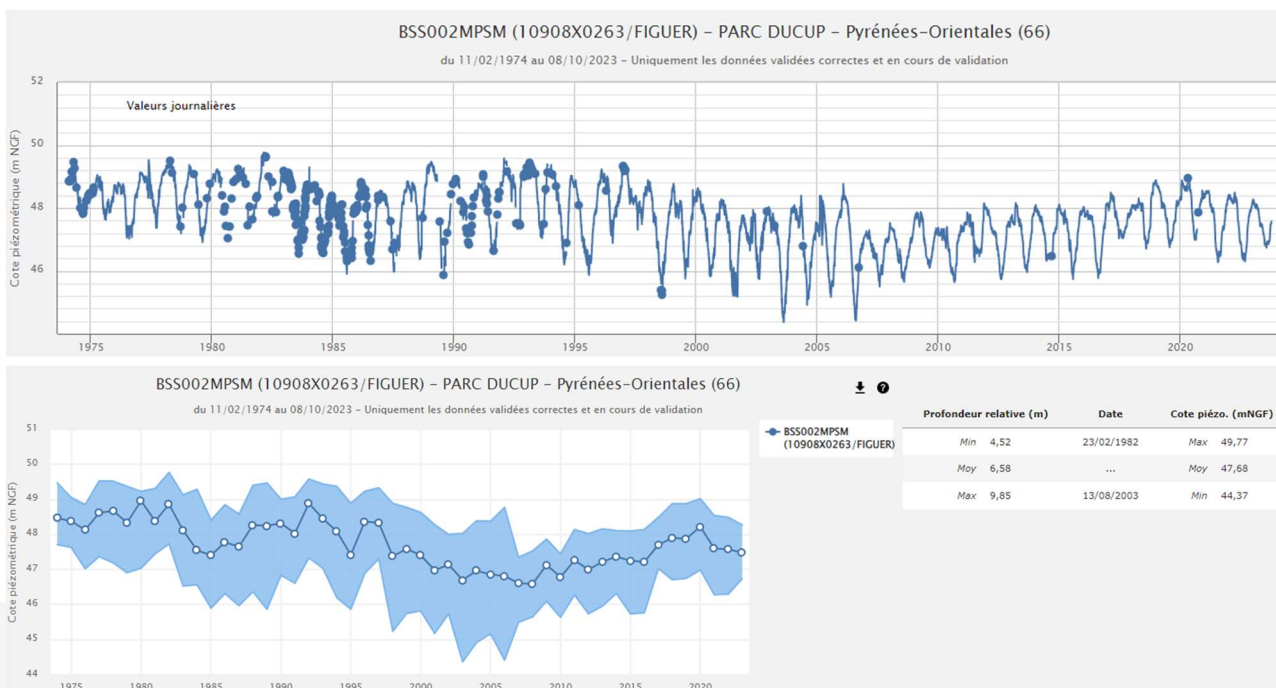 BSS002MPSM (10908X0263/FIGUER) – PARC DUCUP – Pyrénées-Orientales (66)
du 11/02/1974 au 08/10/2023 – Uniquement les données validées correctes et en cours de validation
Valeurs journalières
Cote piézométrique (m NGF)
52
50
48
46
1975 1980 1985 1990 1995 2000 2005 2010 2015 2020
BSS002MPSM (10908X0263/FIGUER) – PARC DUCUP – Pyrénées-Orientales (66)
du 11/02/1974 au 08/10/2023 – Uniquement les données validées correctes et en cours de validation
Cote piézométrique (m NGF)
51
50
49
48
47
46
45
44
1975 1980 1985 1990 1995 2000 2005 2010 2015 2020
BSS002MPSM
(10908X0263/FIGUER)
Profondeur relative (m) Date Cote piézo. (mNGF)
Min 4,52 23/02/1982 Max 49,77
Moy 6,58 ... Moy 47,68
Max 9,85 13/08/2003 Min 44,37